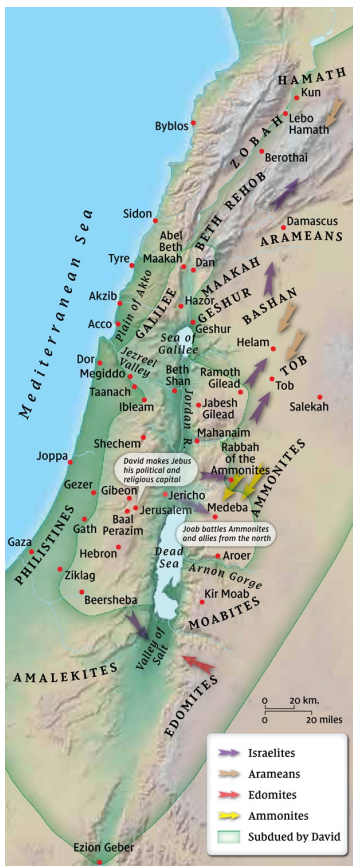 HAMATH
Kun
Lebo
Hamath
Byblos
ZOBAH
Berothai
BETH REHOB
Sidon
Damascus
ARAMEANS
Abel
Beth
Maakah
Dan
Tyre
MAAKAH
Akzib
Plain of Akko
GALILEE
Hazor
GESHUR
BASHAN
Acco
Geshur
Sea of
Galilee
Mediterranean Sea
Helam
Dor
Jezreel
Valley
TOB
Megiddo
Beth
Shan
Ramoth
Gilead
Tob
Taanach
Ibleam
Jordan R.
Jabesh
Gilead
Salekah
Shechem
Mahanaim
Joppa
David makes Jebus
his political and
religious capital
Rabbah
of the
Ammonites
AMMONITES
Gezer
Gibeon
Jericho
Jerusalem
Medeba
Baal
Perazim
Gath
PHILISTINES
Joab battles Ammonites
and allies from the north
Gaza
Hebron
Dead
Sea
Aroer
Arnon Gorge
Ziklag
Beersheba
Kir Moab
MOABITES
Valley of
Salt
AMALEKITES
EDOMITES
0 20 km.
0 20 miles
Israelites
Arameans
Edomites
Ammonites
Subdued by David
Ezion Geber